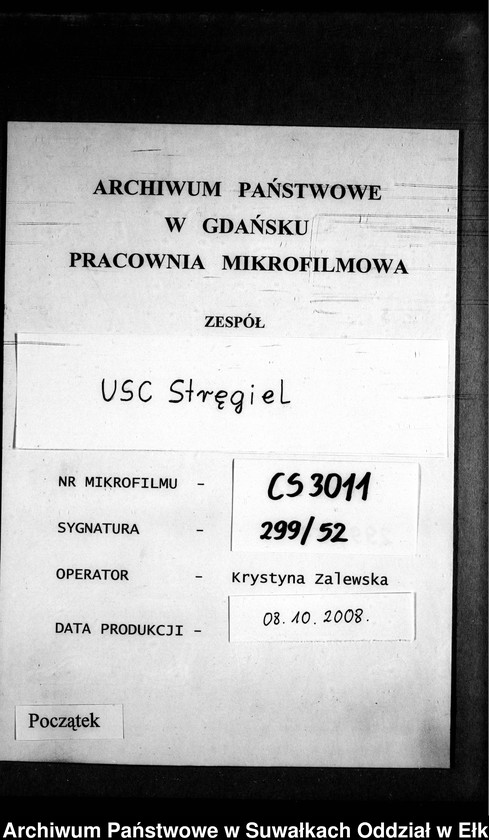 ARCHIWUM PAŃSTWOWE
W GDAŃSKU
PRACOWNIA MIKROFILMOWA
ZESPÓŁ
USC Stręgiel
NR MIKROFILMU - CS 3011
SYGNATURA - 299/52
OPERATOR - Krystyna Zalewska
DATA PRODUKCJI - 08.10.2008.
Początek
Archiwum Państwowe w Suwałkach Oddział w Ełk